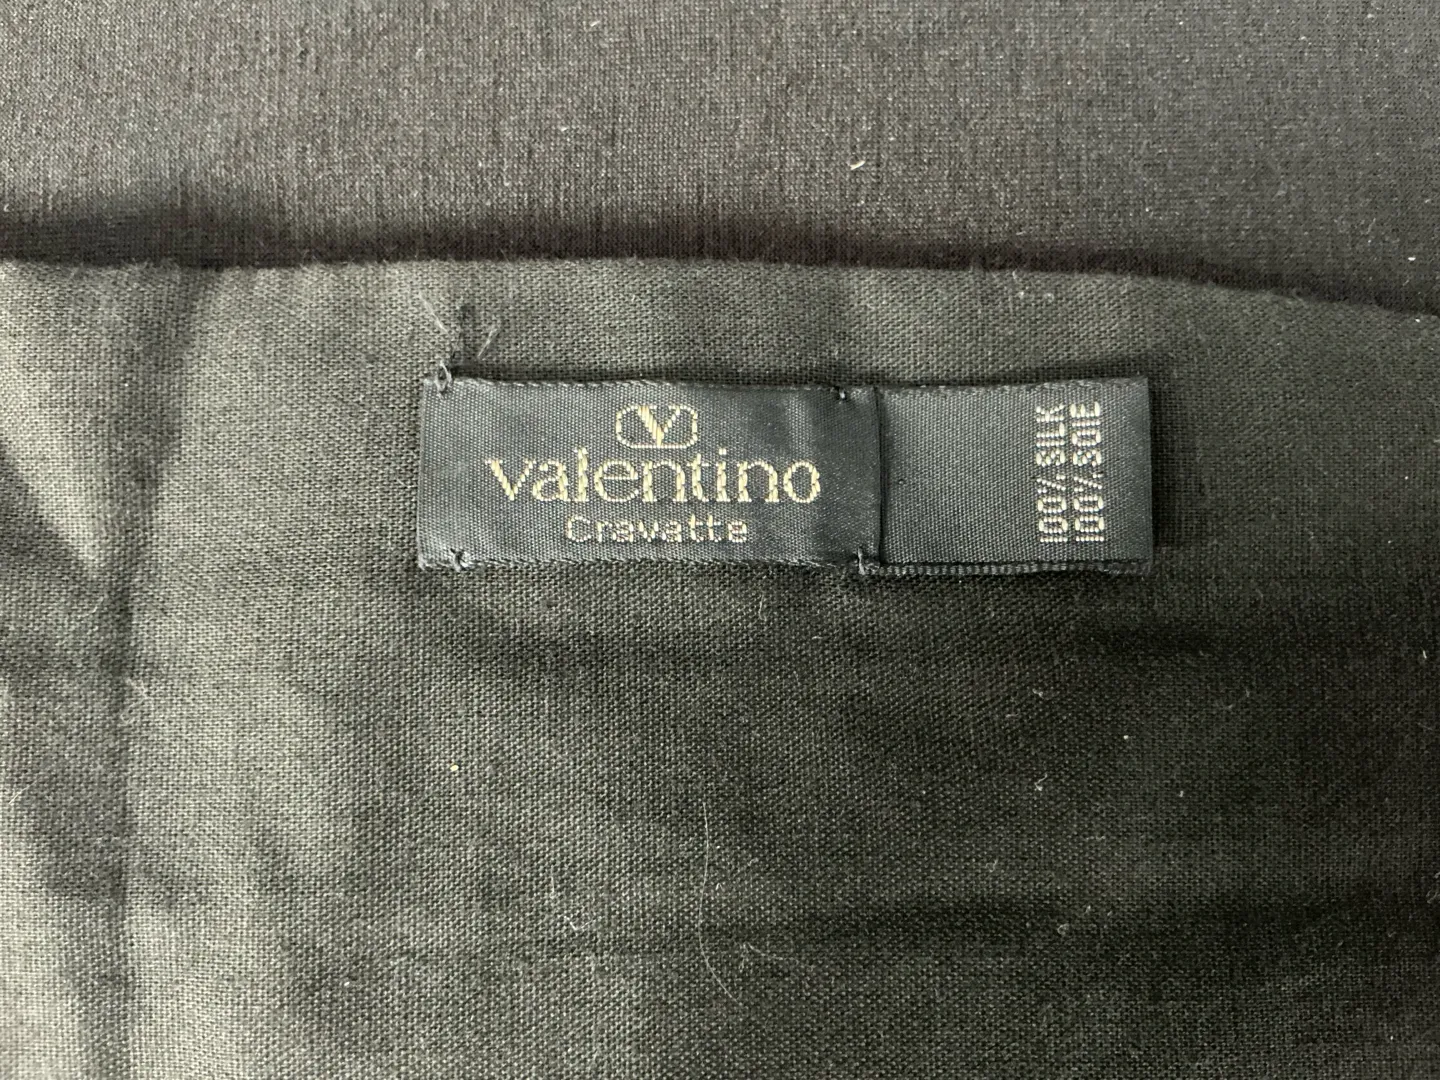 V
valentino
Cravatte
100% SILK
100% SOIE